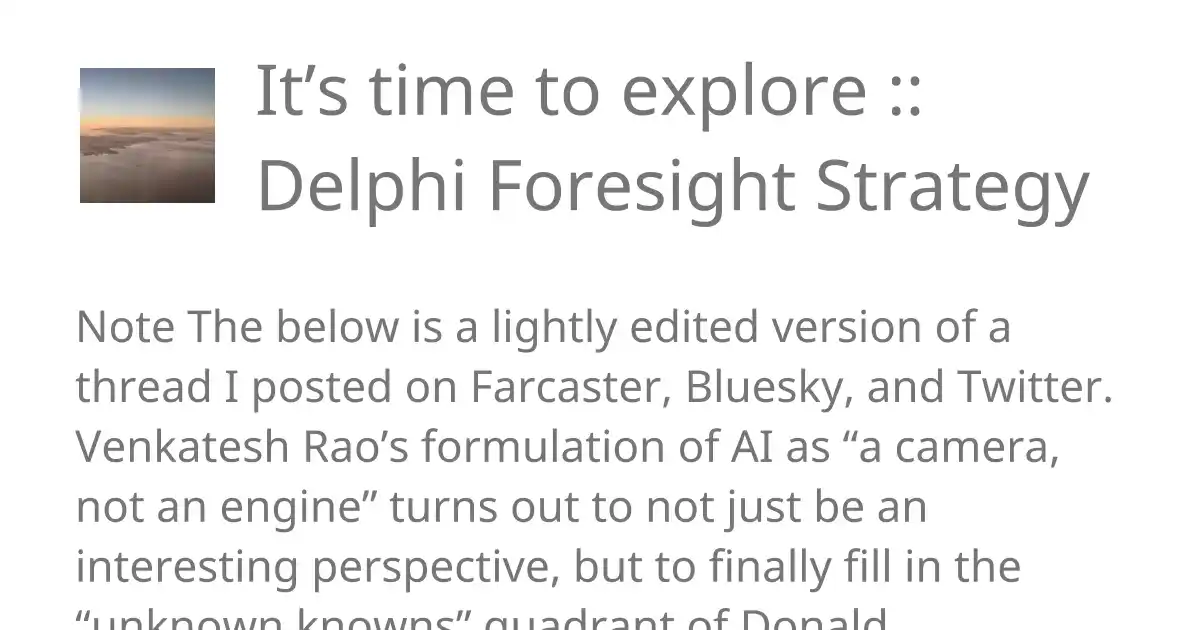 It’s time to explore ::
Delphi Foresight Strategy
Note The below is a lightly edited version of a
thread I posted on Farcaster, Bluesky, and Twitter.
Venkatesh Rao’s formulation of AI as “a camera,
not an engine” turns out to not just be an
interesting perspective, but to finally fill in the
“unknown knowns” quadrant of Donald